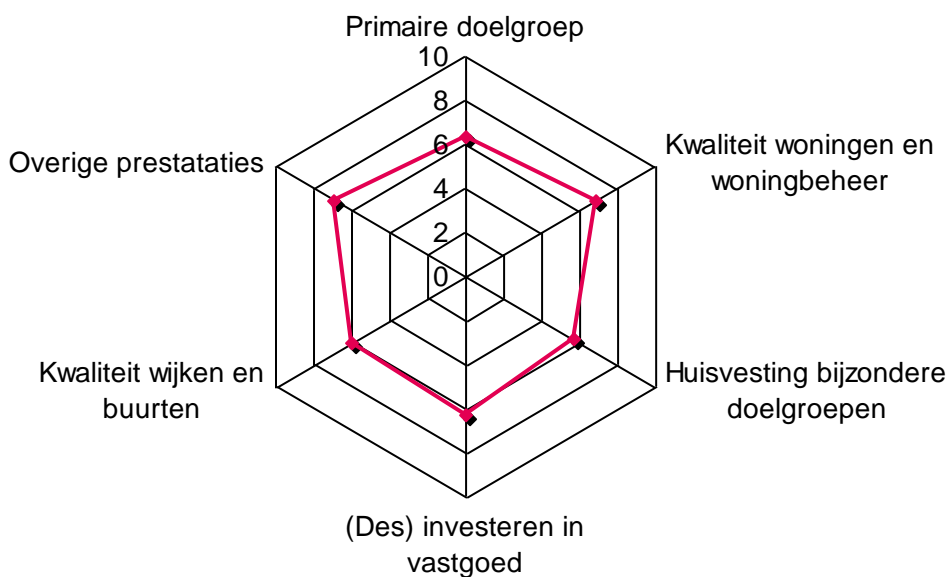 Primaire doelgroep
10
8
6
4
2
0
Kwaliteit woningen en
woningbeheer
Huisvesting bijzondere
doelgroepen
(Des) investeren in
vastgoed
Kwaliteit wijken en
buurten
Overige prestataties